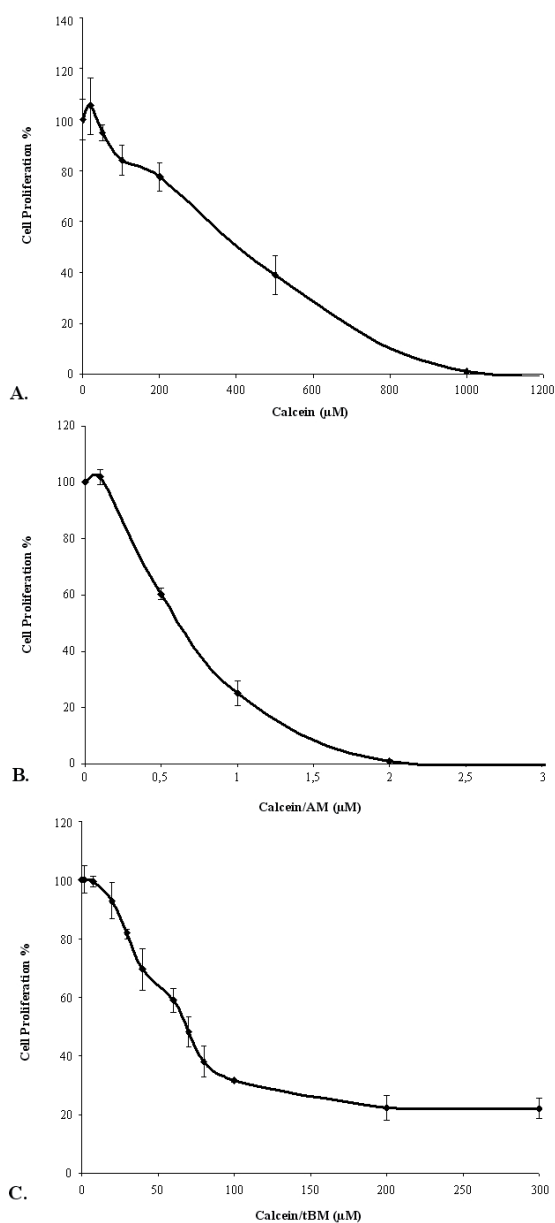 140
120
100
80
60
40
20
0
Cell Proliferation %
0 200 400 600 800 1000 1200
A.
Calcein (µM)
120
100
80
60
40
20
0
Cell Proliferation %
0 0,5 1 1,5 2 2,5 3
B.
Calcein/AM (µM)
120
100
80
60
40
20
0
Cell Proliferation %
0 50 100 150 200 250 300
C.
Calcein/tBM (µM)